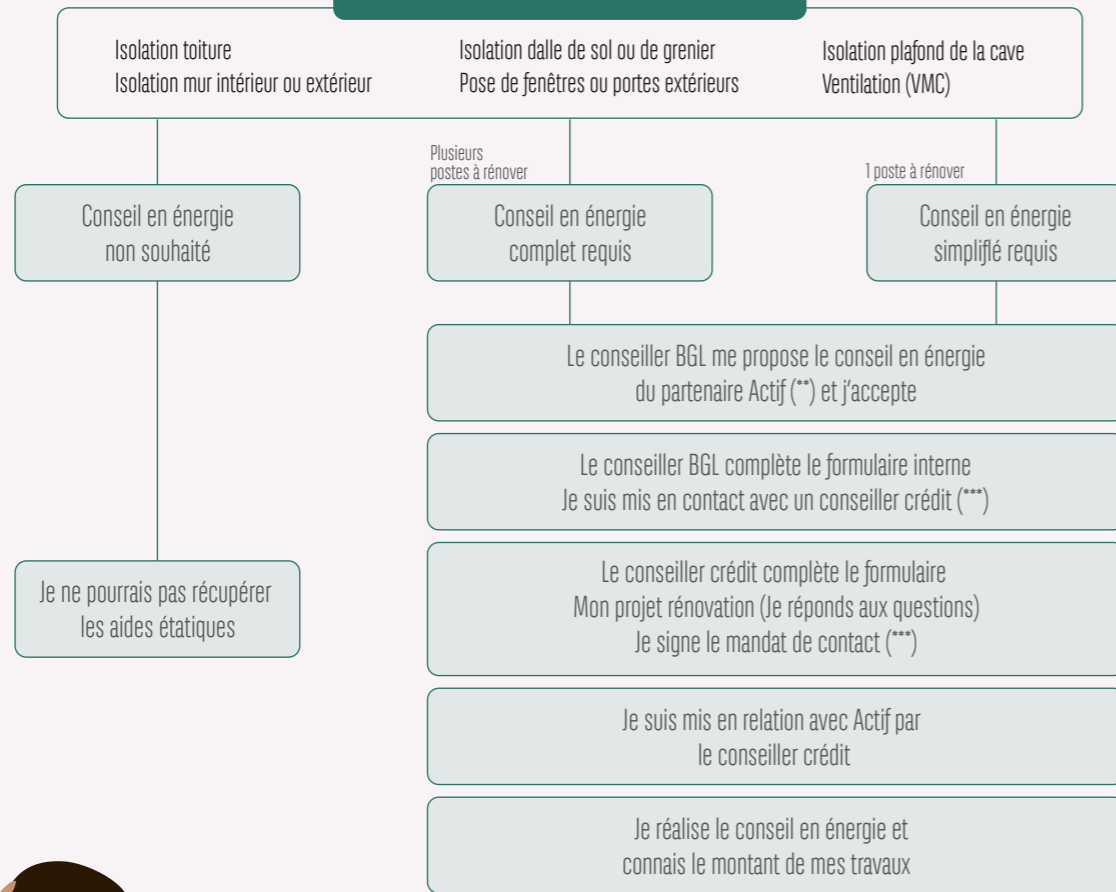 Isolation toiture
Isolation mur intérieur ou extérieur
Isolation dalle de sol ou de grenier
Pose de fenêtres ou portes extérieurs
Isolation plafond de la cave
Ventilation (VMC)
Plusieurs
postes à rénover
1 poste à rénover
Conseil en énergie
non souhaité
Conseil en énergie
complet requis
Conseil en énergie
simplifié requis
Le conseiller BGL me propose le conseil en énergie
du partenaire Actif (**) et j'accepte
Le conseiller BGL complète le formulaire interne
Je suis mis en contact avec un conseiller crédit (***)
Je ne pourrais pas récupérer
les aides étatiques
Le conseiller crédit complète le formulaire
Mon projet rénovation (Je réponds aux questions)
Je signe le mandat de contact (***)
Je suis mis en relation avec Actif par
le conseiller crédit
Je réalise le conseil en énergie et
connais le montant de mes travaux